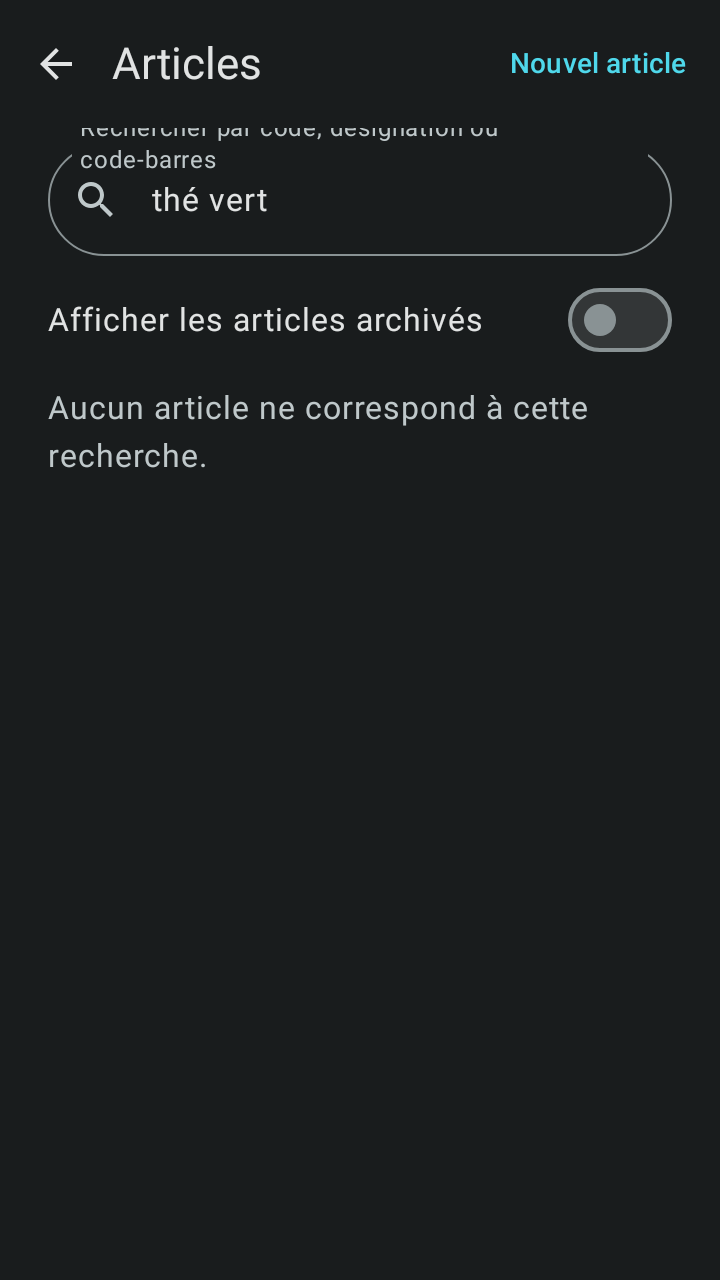 Articles
Nouvel article
Rechercher par code, désignation ou
code-barres
thé vert
Afficher les articles archivés
Aucun article ne correspond à cette
recherche.